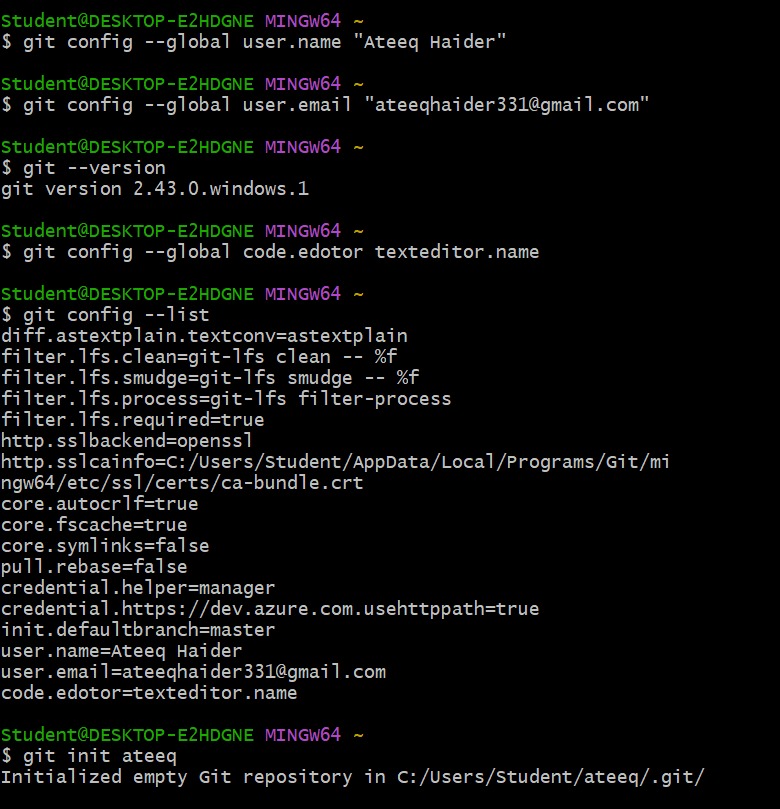 Student@DESKTOP-E2HDGNE MINGW64 ~
$ git config --global user.name "Ateeq Haider"
Student@DESKTOP-E2HDGNE MINGW64 ~
$ git config --global user.email "ateeqhaider331@gmail.com"
Student@DESKTOP-E2HDGNE MINGW64 ~
$ git --version
git version 2.43.0.windows.1
Student@DESKTOP-E2HDGNE MINGW64 ~
$ git config --global code.edotor texteditor.name
Student@DESKTOP-E2HDGNE MINGW64 ~
$ git config --list
diff.astextplain.textconv=astextplain
filter.lfs.clean=git-lfs clean -- %f
filter.lfs.smudge=git-lfs smudge -- %f
filter.lfs.process=git-lfs filter-process
filter.lfs.required=true
http.sslbackend=openssl
http.sslcainfo=C:/Users/Student/AppData/Local/Programs/Git/mi
ngw64/etc/ssl/certs/ca-bundle.crt
core.autocrlf=true
core.fscache=true
core.symlinks=false
pull.rebase=false
credential.helper=manager
credential.https://dev.azure.com.usehttppath=true
init.defaultbranch=master
user.name=Ateeq Haider
user.email=ateeqhaider331@gmail.com
code.edotor=texteditor.name
Student@DESKTOP-E2HDGNE MINGW64 ~
$ git init ateeq
Initialized empty Git repository in C:/Users/Student/ateeq/.git/